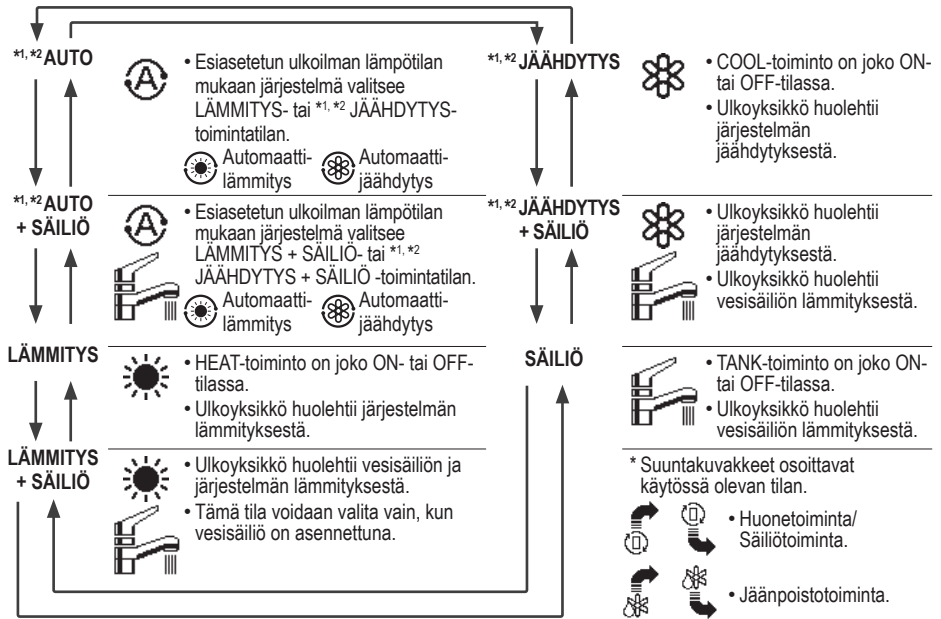 *1, *2 AUTO
• Esiasetetun ulkoilman lämpötilan
mukaan järjestelmä valitsee
LÄMMITYS- tai *1, *2 JÄÄHDYTYS-
toimintatilan.
Automaatti-
lämmitys
Automaatti-
jäähdytys
*1, *2 AUTO
+ SÄILIÖ
• Esiasetetun ulkoilman lämpötilan
mukaan järjestelmä valitsee
LÄMMITYS + SÄILIÖ- tai *1, *2
JÄÄHDYTYS + SÄILIÖ -toimintatilan.
Automaatti-
lämmitys
Automaatti-
jäähdytys
LÄMMITYS
• HEAT-toiminto on joko ON- tai OFF-
tilassa.
• Ulkoyksikkö huolehtii järjestelmän
lämmityksestä.
LÄMMITYS
+ SÄILIÖ
• Ulkoyksikkö huolehtii vesisäiliön ja
järjestelmän lämmityksestä.
• Tämä tila voidaan valita vain, kun
vesisäiliö on asennettuna.
*1, *2 JÄÄHDYTYS
• COOL-toiminto on joko ON-
tai OFF-tilassa.
• Ulkoyksikkö huolehtii
järjestelmän
jäähdytyksestä.
*1, *2 JÄÄHDYTYS
+ SÄILIÖ
• Ulkoyksikkö huolehtii
järjestelmän
jäähdytyksestä.
• Ulkoyksikkö huolehtii
vesisäiliön lämmityksestä.
SÄILIÖ
• TANK-toiminto on joko ON-
tai OFF-tilassa.
• Ulkoyksikkö huolehtii
vesisäiliön lämmityksestä.
* Suuntakuvakkeet osoittavat
käytössä olevan tilan.
• Huonetoiminta/
Säiliötoiminta.
• Jäänpoistotoiminta.